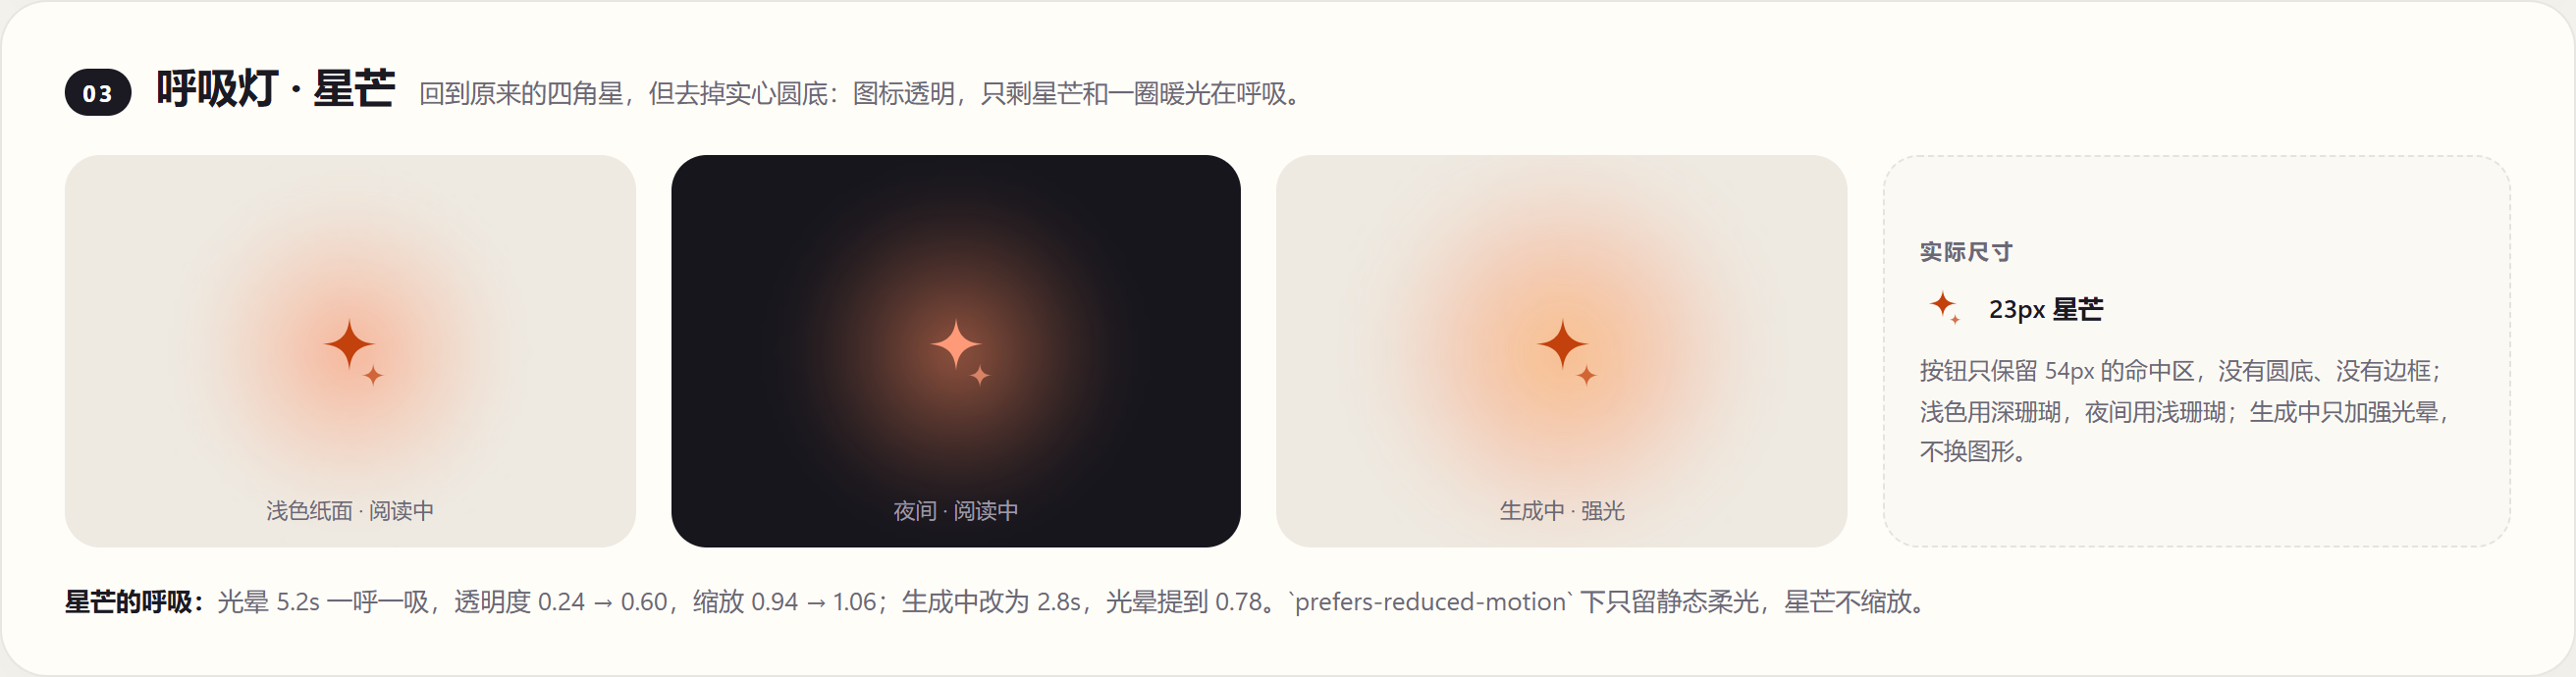 03 呼吸灯 · 星芒 回到原来的四角星，但去掉实心圆底：图标透明，只剩星芒和一圈暖光在呼吸。
浅色纸面 · 阅读中
夜间 · 阅读中
生成中 · 强光
实际尺寸
23px 星芒
按钮只保留 54px 的命中区，没有圆底、没有边框；
浅色用深珊瑚，夜间用浅珊瑚；生成中只加强光晕，
不换图形。
星芒的呼吸：光晕 5.2s 一呼一吸，透明度 0.24 → 0.60，缩放 0.94 → 1.06；生成中改为 2.8s，光晕提到 0.78。`prefers-reduced-motion` 下只留静态柔光，星芒不缩放。